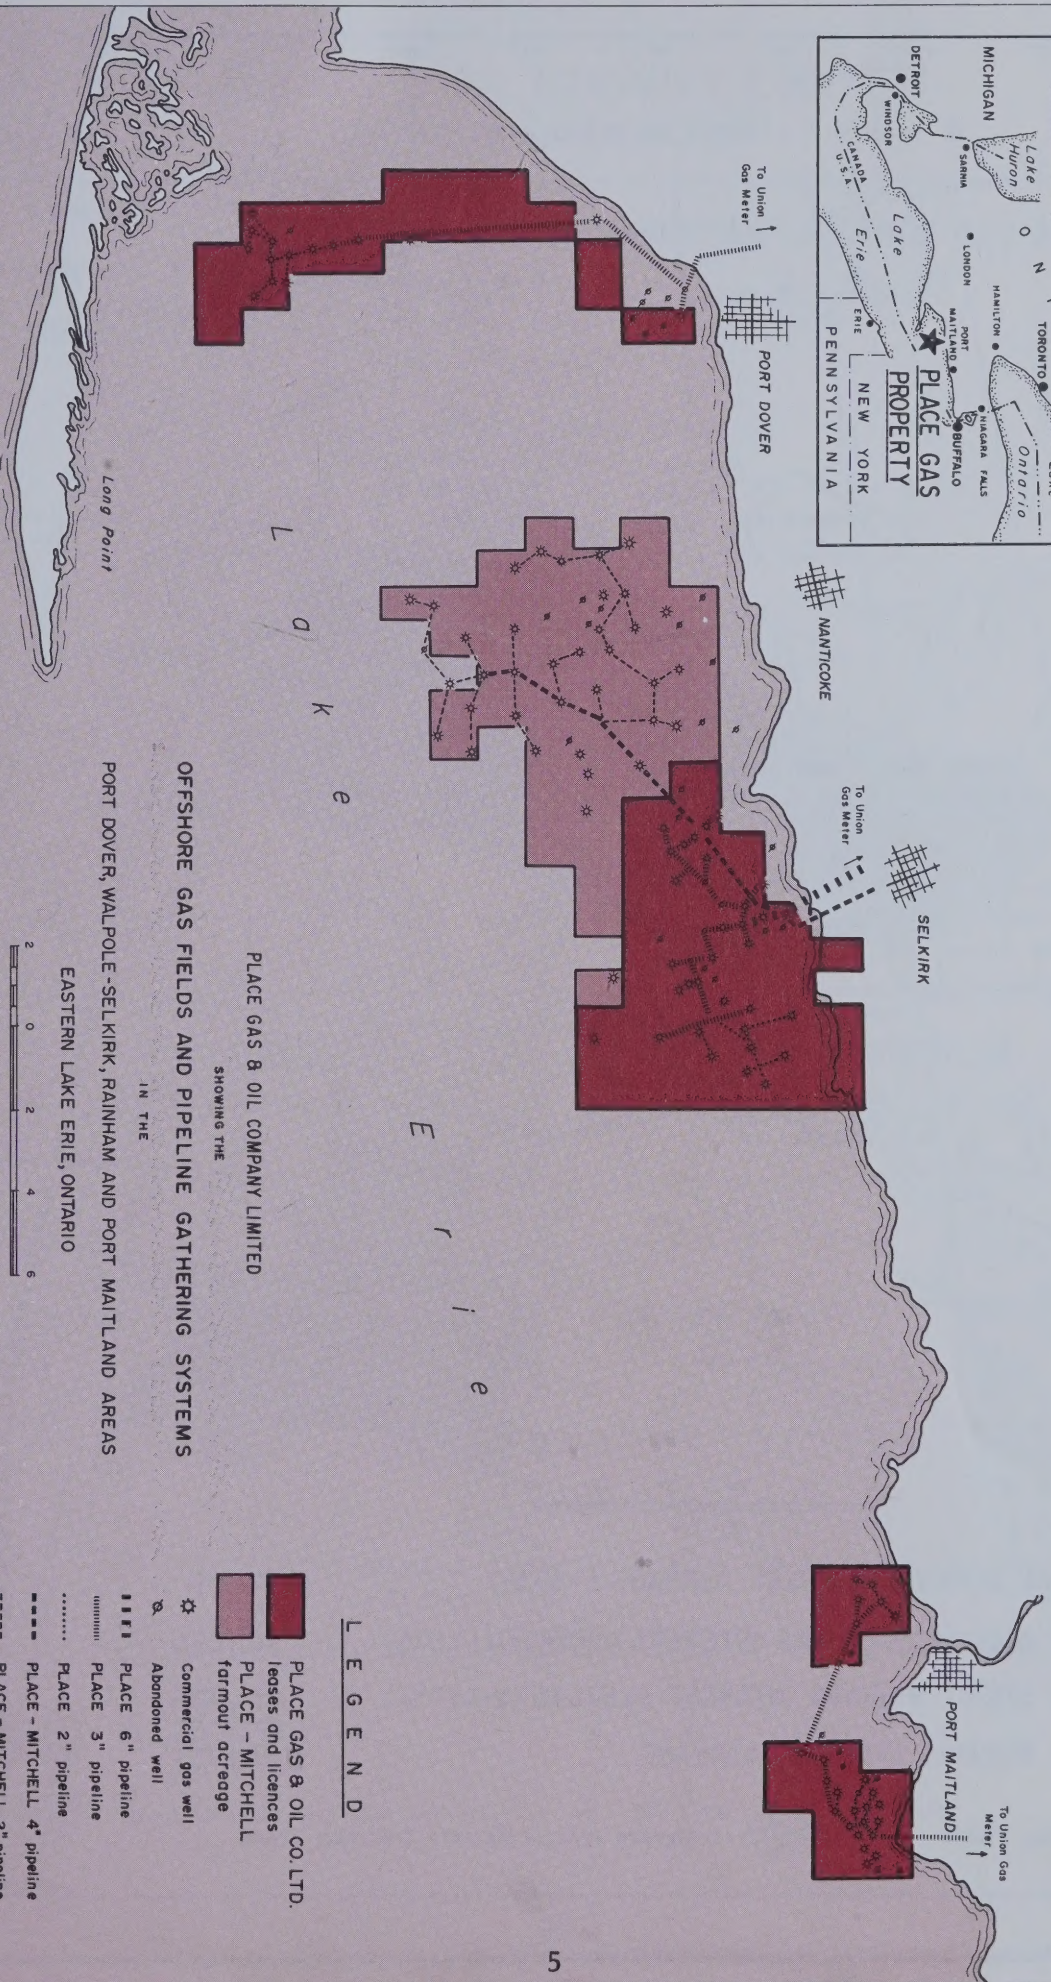 MICHIGAN
Lake
Huron
O
N
TORONTO
DETROIT
WINDSOR
SARNIA
LONDON
HAMILTON
Ontario
CANADA
U.S.A.
Lake
Erie
PORT
MAITLAND
NIAGARA FALLS
BUFFALO
ERIE
PLACE GAS
PROPERTY
NEW YORK
PENNSYLVANIA
To Union
Gas Meter
PORT DOVER
NANTICOKE
To Union
Gas Meter
SELKIRK
PORT MAITLAND
To Union Gas
Meter
Long Point
Lake Erie
PLACE GAS & OIL COMPANY LIMITED
SHOWING THE
OFFSHORE GAS FIELDS AND PIPELINE GATHERING SYSTEMS
IN THE
PORT DOVER, WALPOLE-SELKIRK, RAINHAM AND PORT MAITLAND AREAS
EASTERN LAKE ERIE, ONTARIO
2 0 2 4 6
LEGEND
PLACE GAS & OIL CO. LTD.
leases and licences
PLACE - MITCHELL
farmout acreage
Commercial gas well
Abandoned well
PLACE 6" pipeline
PLACE 3" pipeline
PLACE 2" pipeline
PLACE - MITCHELL 4" pipeline
5